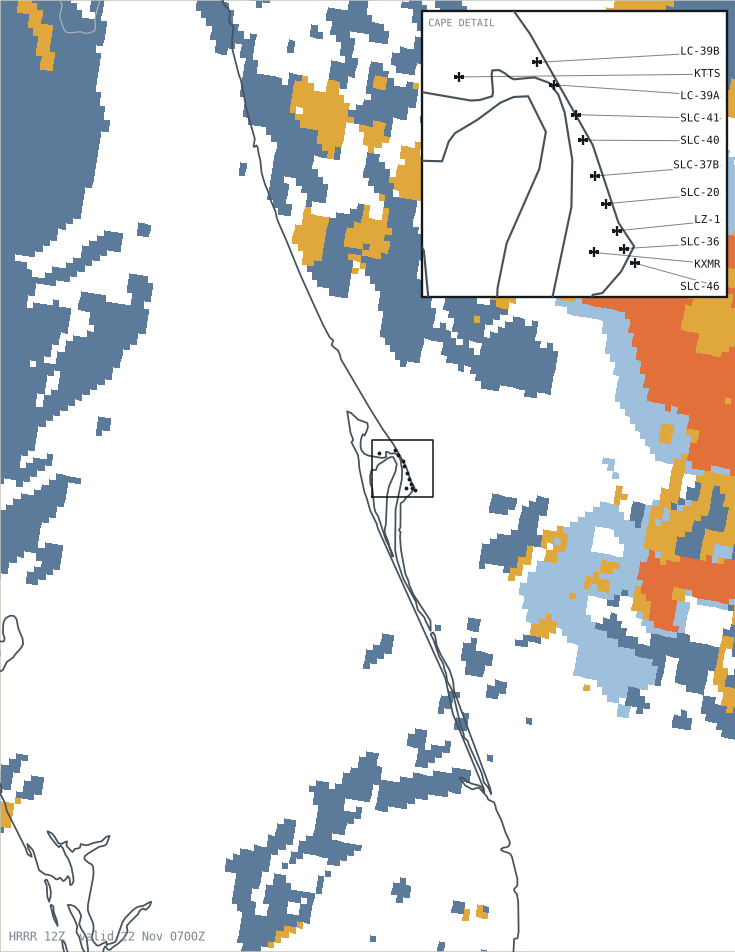 CAPE DETAIL
LC-39B
KTTS
LC-39A
SLC-41
SLC-40
SLC-37B
SLC-20
LZ-1
SLC-36
KXMR
SLC-46
HRRR 12Z valid 22 Nov 0700Z